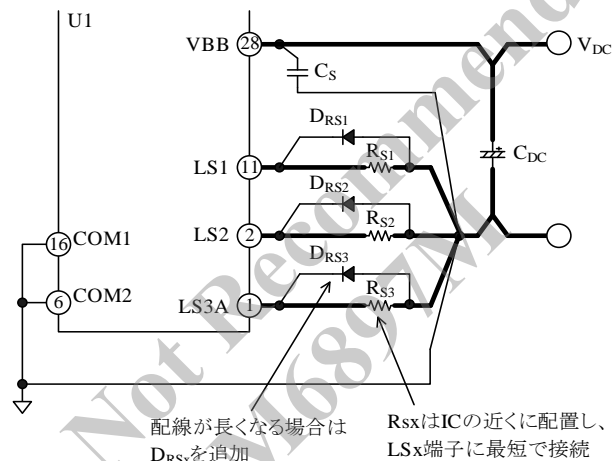 U1
VBB
28
VDC
CS
DRS1
RS1
LS1
11
CDC
DRS2
RS2
LS2
2
16
COM1
DRS3
RS3
6
COM2
LS3A
1
配線が長くなる場合は
DRSxを追加
RsxはICの近くに配置し、
LSx端子に最短で接続
Not Recommend
M6897M